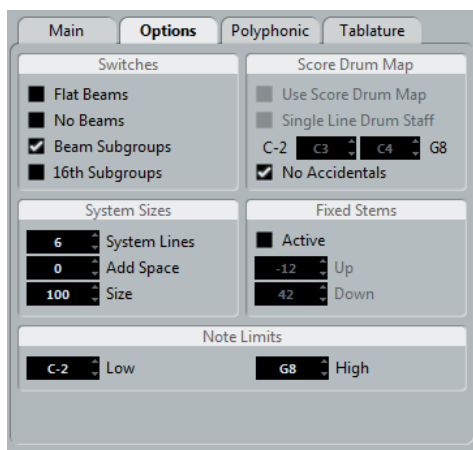 Main Options Polyphonic Tablature
Switches
Flat Beams
No Beams
Beam Subgroups
16th Subgroups
Score Drum Map
Use Score Drum Map
Single Line Drum Staff
C-2 C3 C4 G8
No Accidentals
System Sizes
6 System Lines
0 Add Space
100 Size
Fixed Stems
Active
-12 Up
42 Down
Note Limits
C-2 Low G8 High